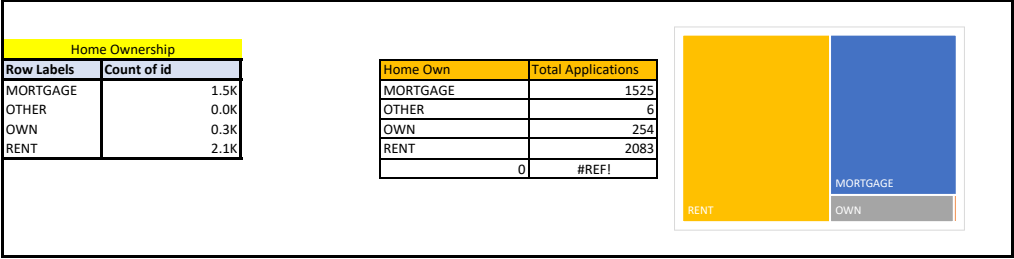 Home Ownership
Row Labels Count of id
MORTGAGE 1.5K
OTHER 0.0K
OWN 0.3K
RENT 2.1K
Home Own Total Applications
MORTGAGE 1525
OTHER 6
OWN 254
RENT 2083
0 #REF!
MORTGAGE
RENT OWN